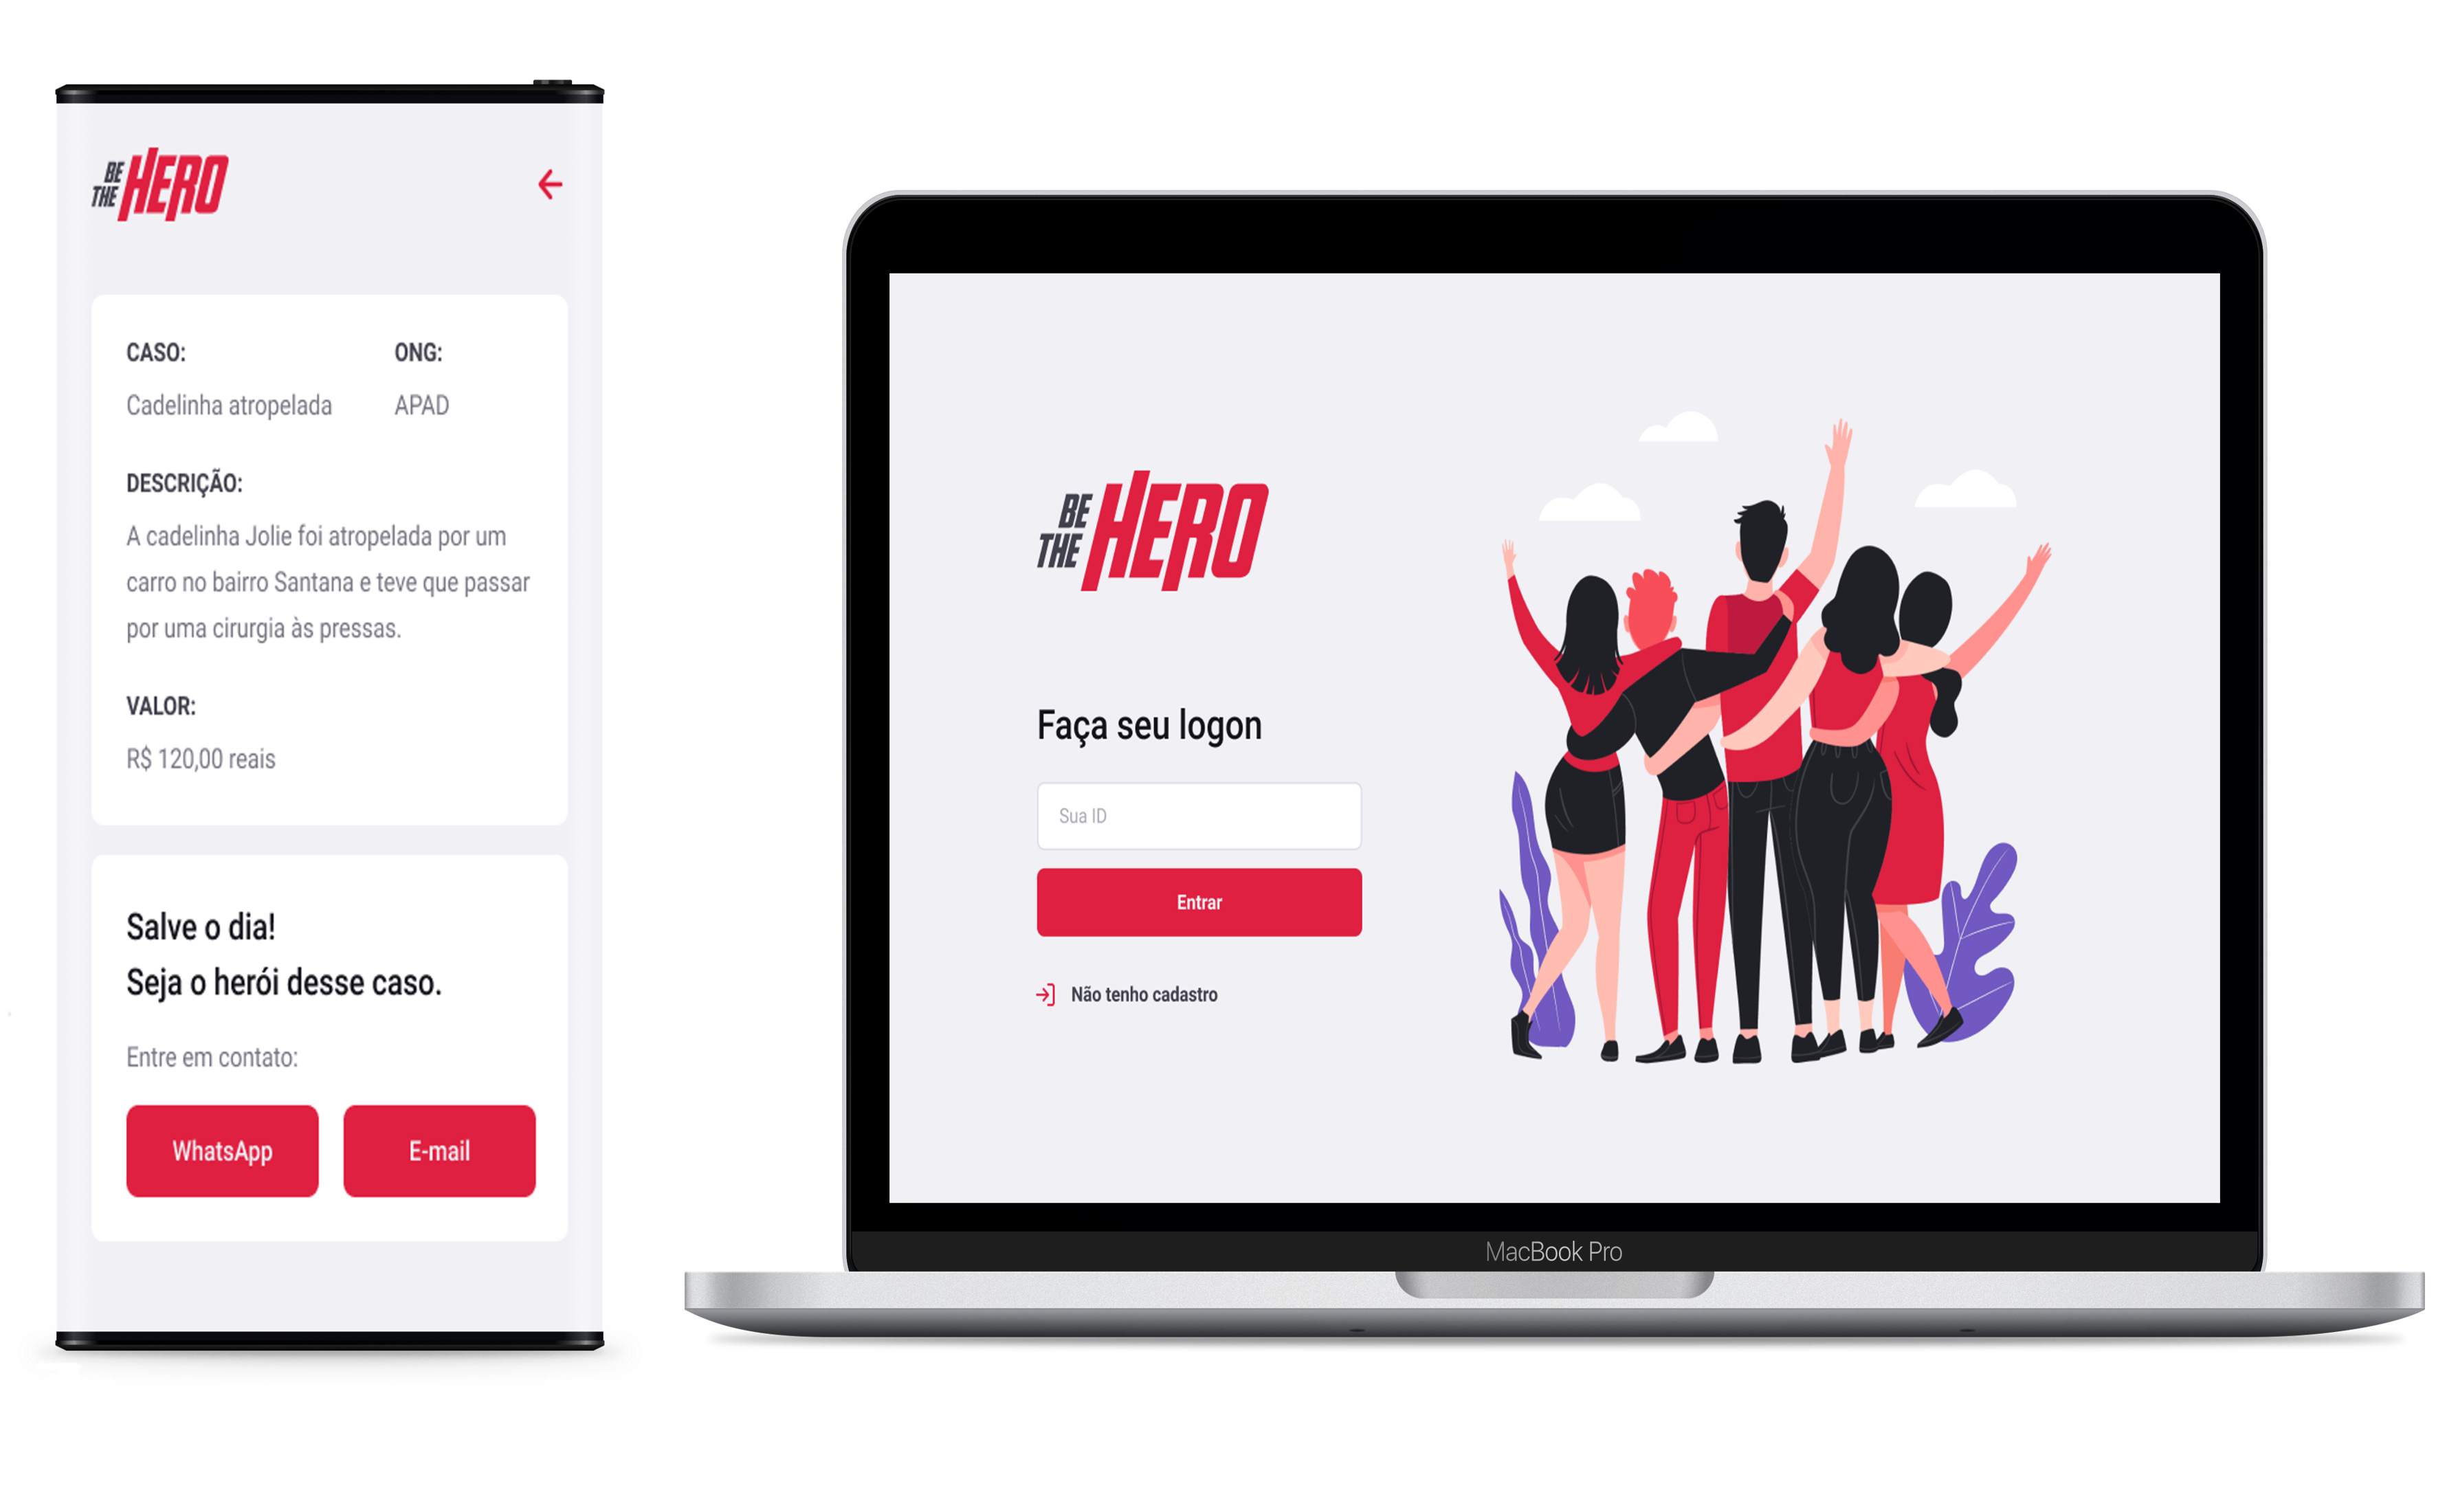 BE
THE HERO
CASO:
Cadelinha atropelada
ONG:
APAD
DESCRIÇÃO:
A cadelinha Jolie foi atropelada por um
carro no bairro Santana e teve que passar
por uma cirurgia às pressas.
VALOR:
R$ 120,00 reais
Salve o dia!
Seja o herói desse caso.
Entre em contato:
WhatsApp
E-mail
BE
THE HERO
Faça seu logon
Sua ID
Entrar
Não tenho cadastro
MacBook Pro